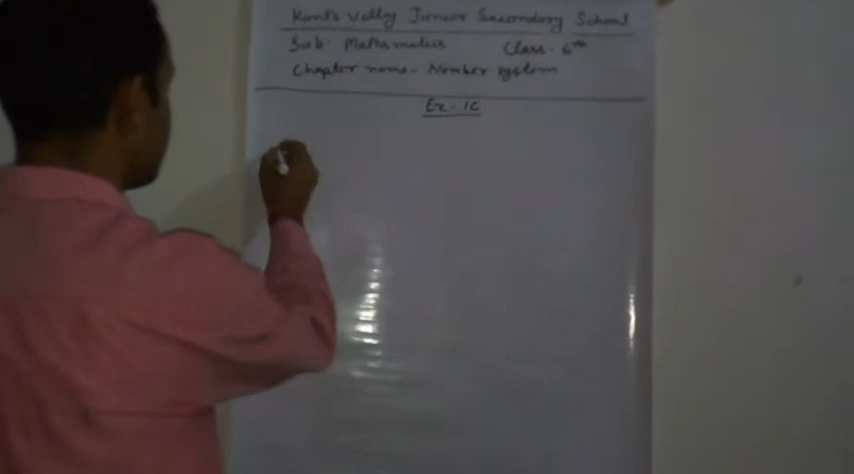 Kant's Valley Junior Secondary School
Sub: Mathematics Class - 6th
Chapter name - Number system
Ex - 1C